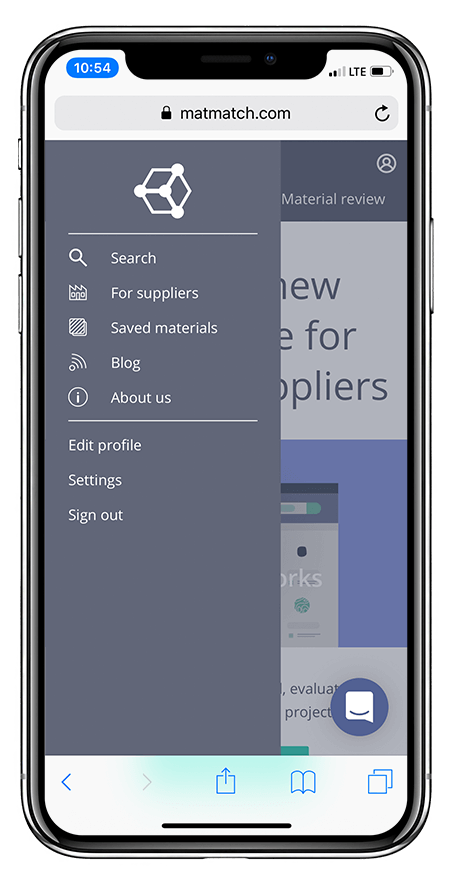 10:54
LTE
matmatch.com
Material review
Search
For suppliers
Saved materials
Blog
About us
Edit profile
Settings
Sign out
new
e for
ppliers
orks
, evaluat
project